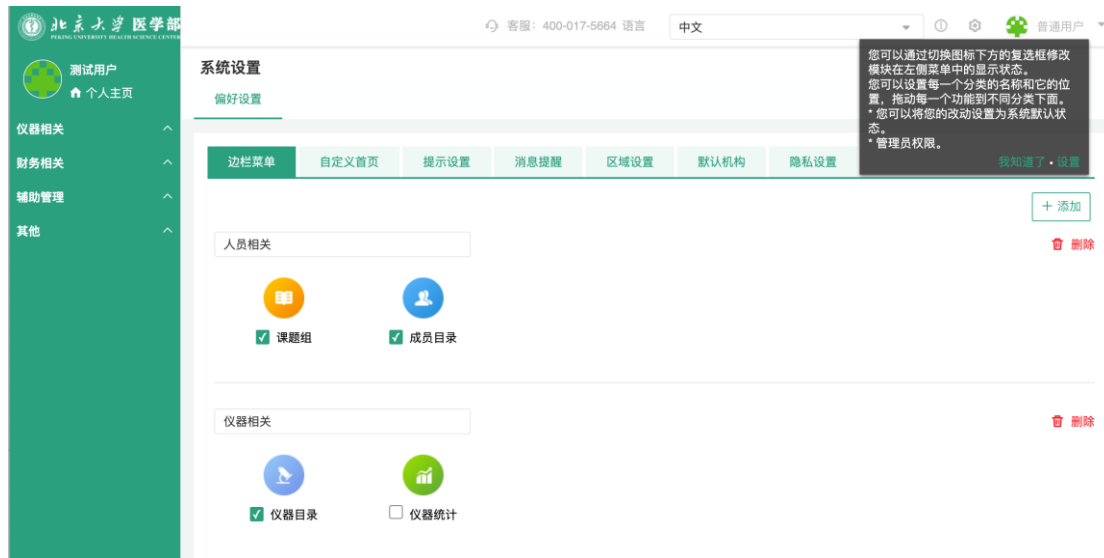 北京大学医学部
PEKING UNIVERSITY HEALTH SCIENCE CENTER
客服：400-017-5664 语言 中文 普通用户
测试用户
个人主页
仪器相关
财务相关
辅助管理
其他
系统设置
偏好设置
您可以通过切换图标下方的复选框修改
模块在左侧菜单中的显示状态。
您可以设置每一个分类的名称和它的位
置，拖动每一个功能到不同分类下面。
* 您可以将您的改动设置为系统默认状
态。
* 管理员权限。
我知道了 • 设置
边栏菜单 自定义首页 提示设置 消息提醒 区域设置 默认机构 隐私设置
+ 添加
人员相关 删除
课题组 成员目录
仪器相关 删除
仪器目录 仪器统计